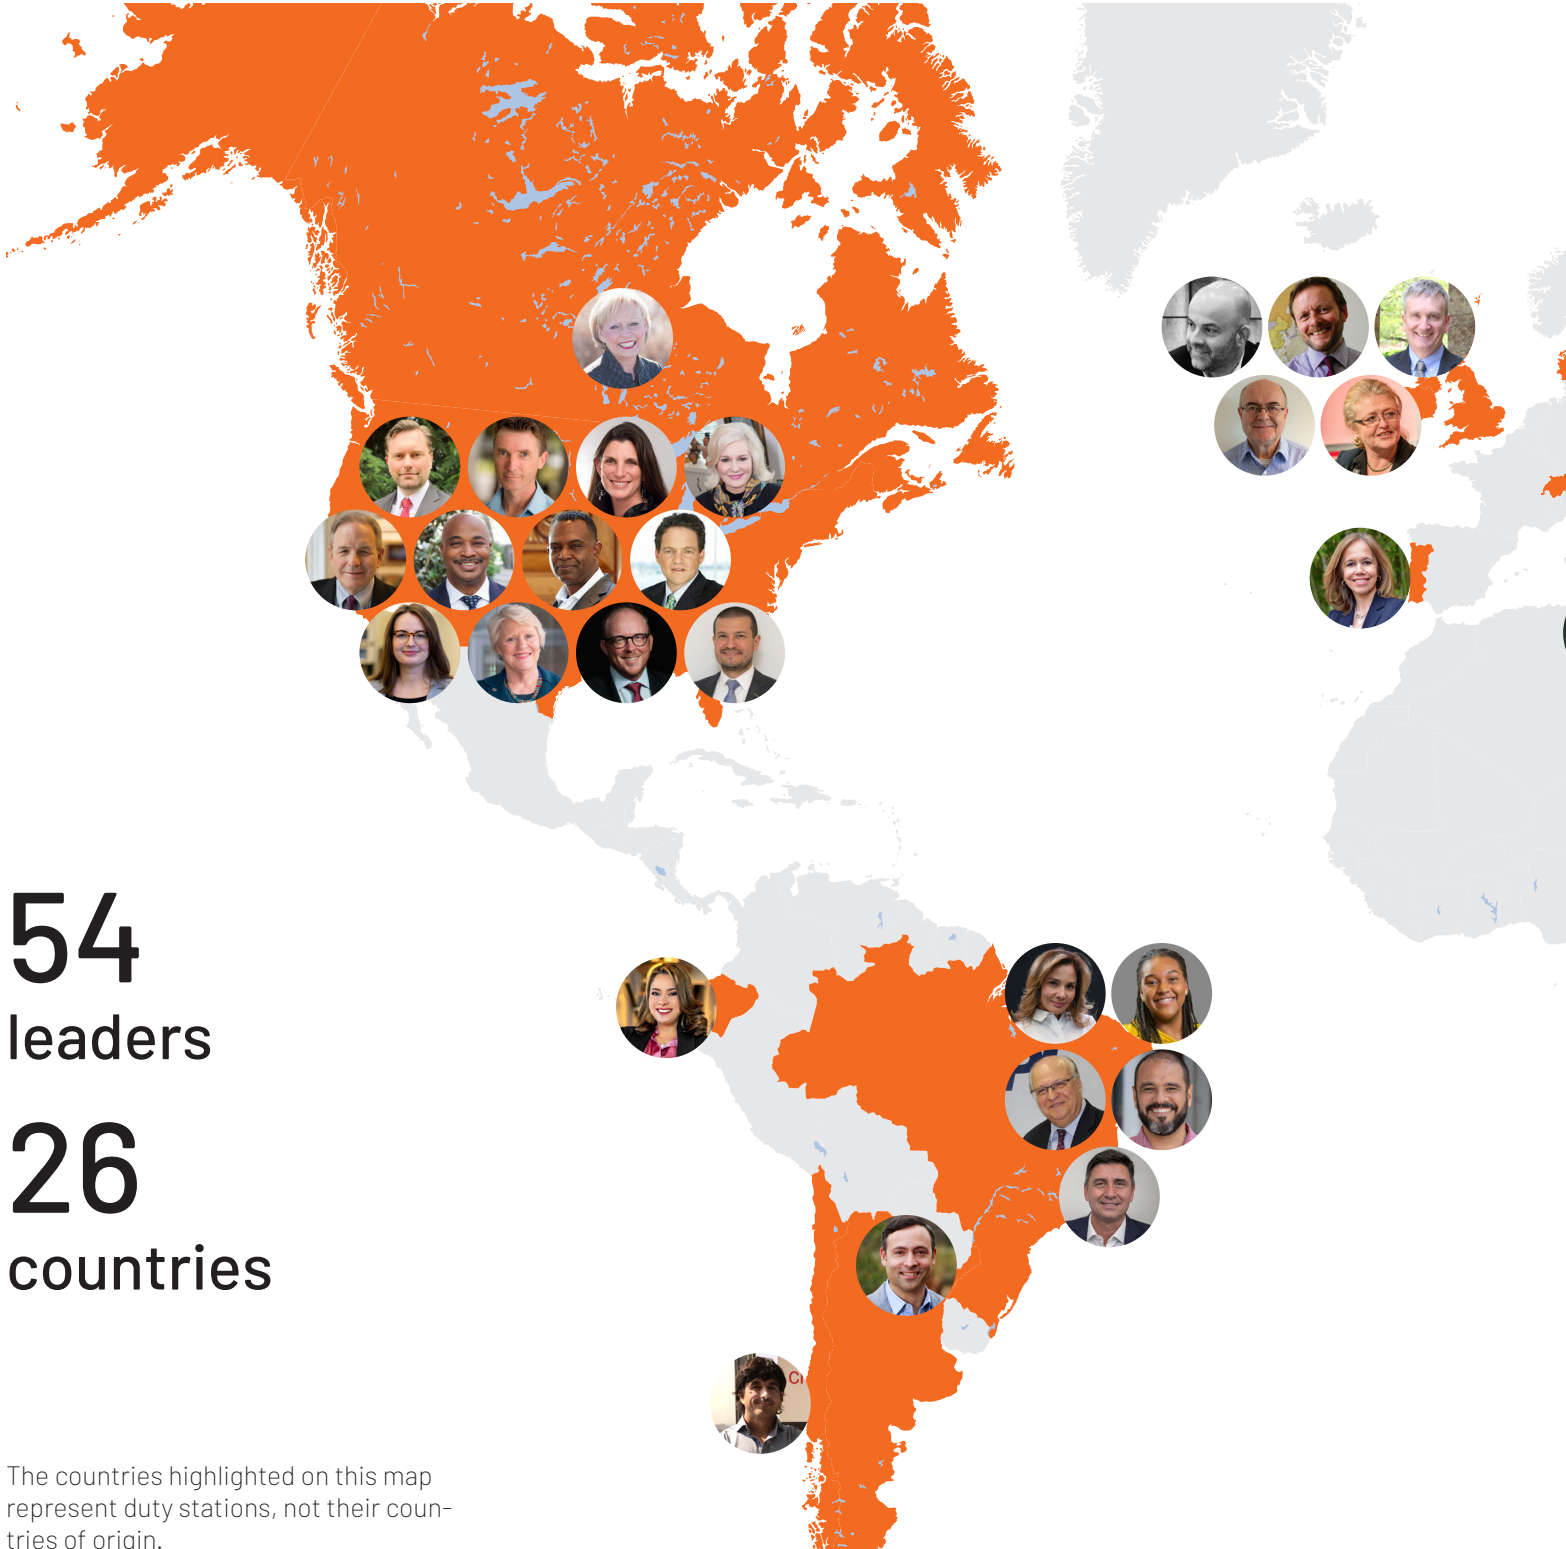 54
leaders
26
countries
The countries highlighted on this map
represent duty stations, not their coun-
tries of origin.